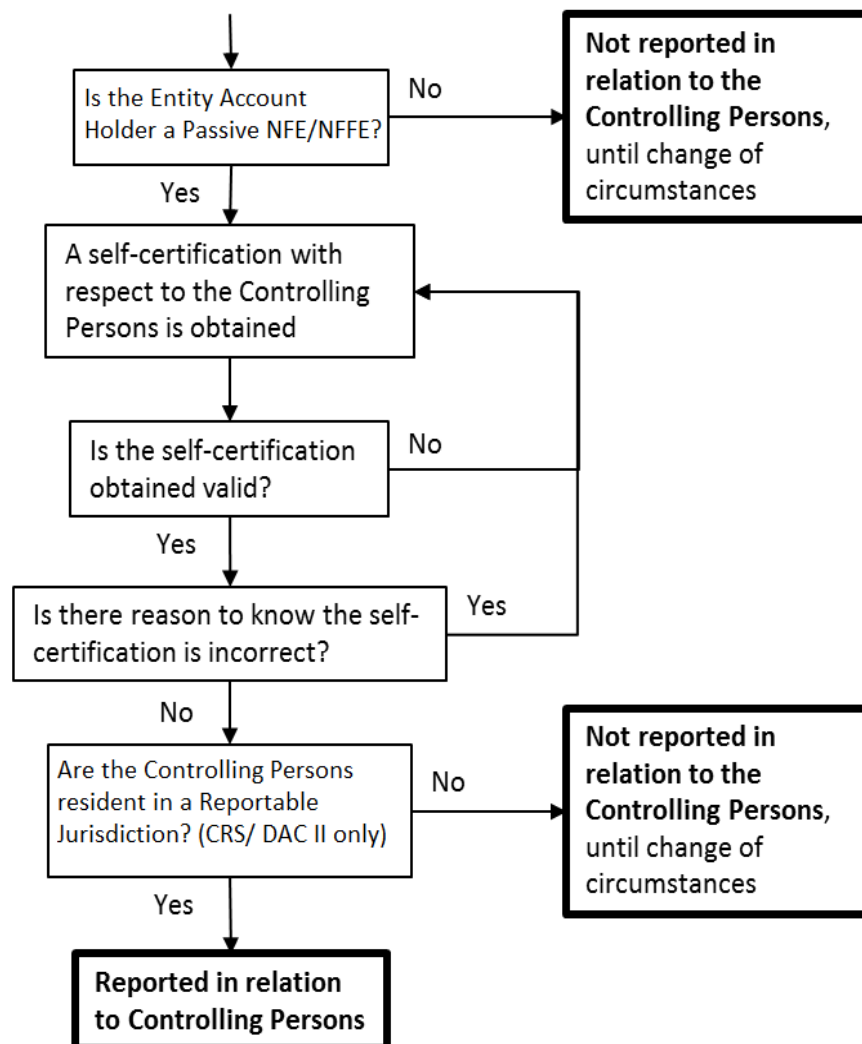 Is the Entity Account
Holder a Passive NFE/NFFE?
No
Not reported in
relation to the
Controlling Persons,
until change of
circumstances
Yes
A self-certification with
respect to the Controlling
Persons is obtained
Is the self-certification
obtained valid?
No
Yes
Is there reason to know the self-
certification is incorrect?
Yes
No
Are the Controlling Persons
resident in a Reportable
Jurisdiction? (CRS/ DAC II only)
No
Not reported in
relation to the
Controlling Persons,
until change of
circumstances
Yes
Reported in relation
to Controlling Persons